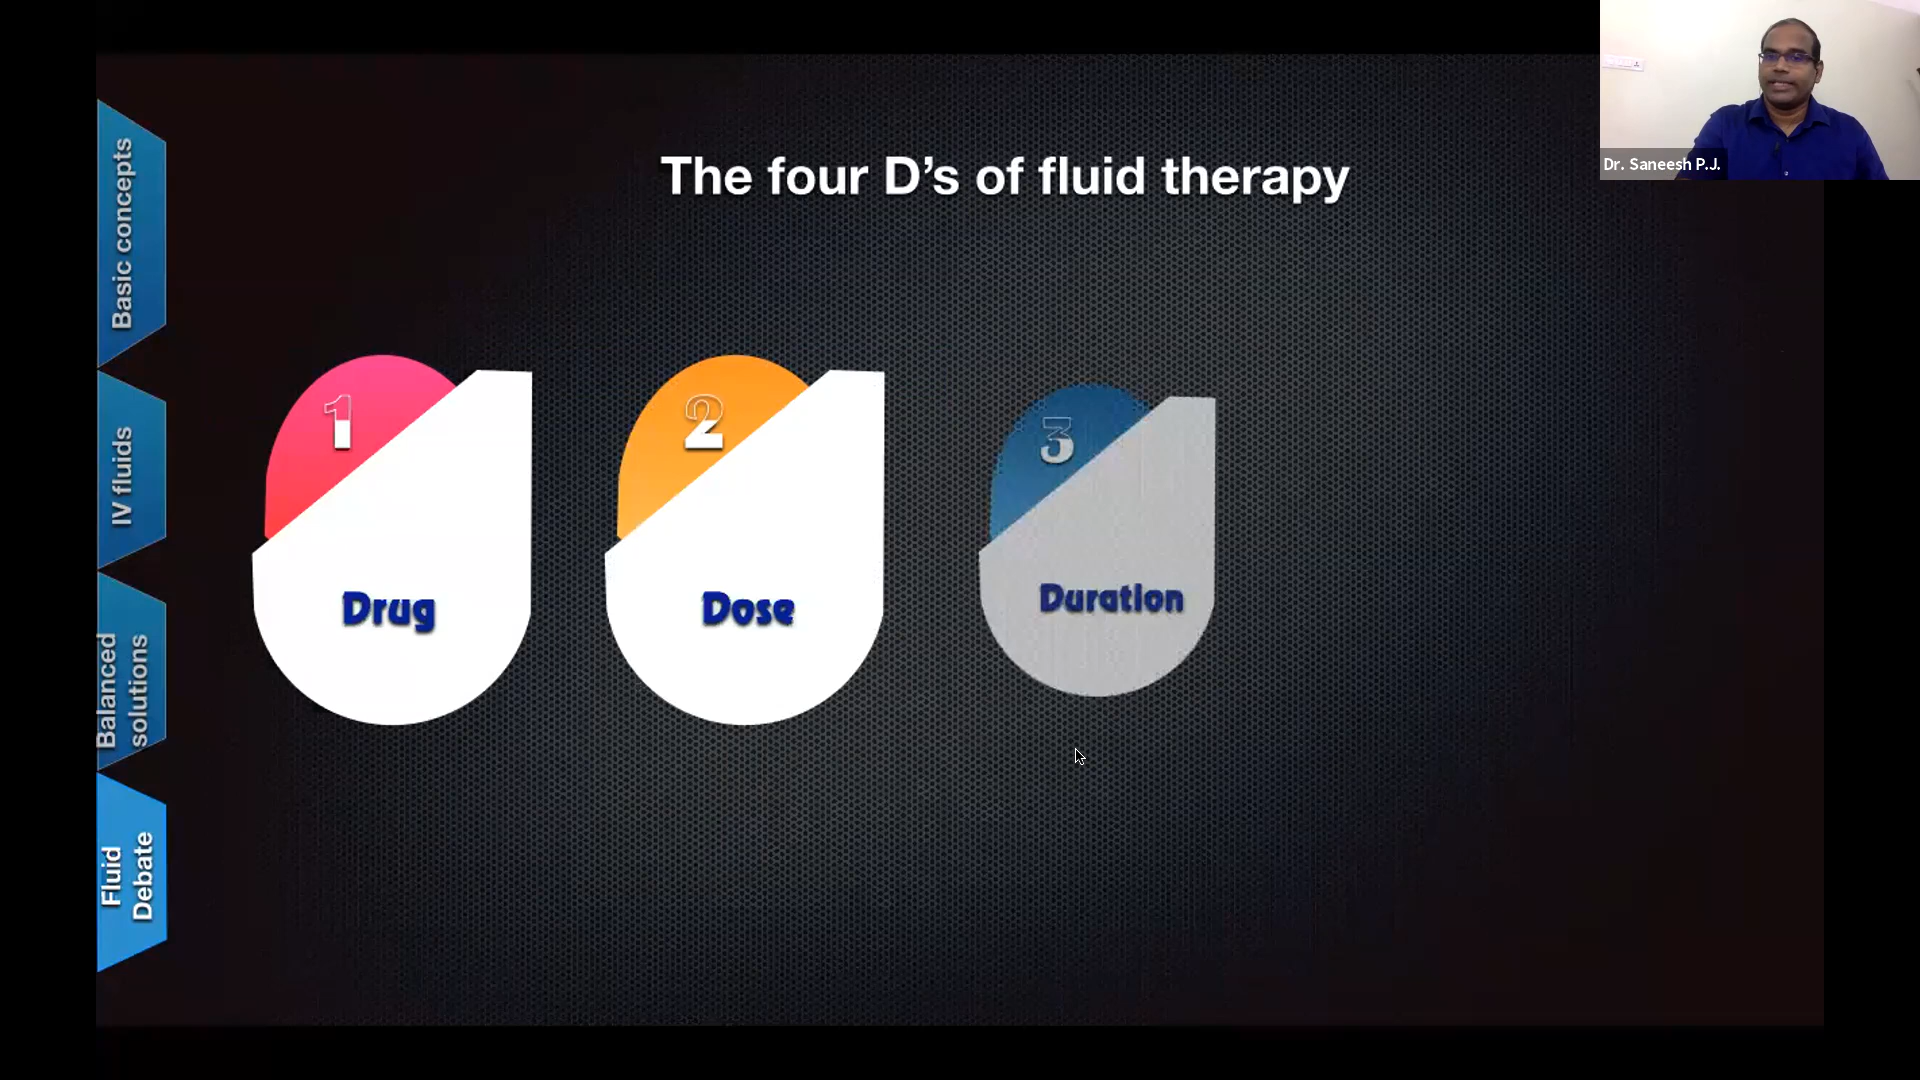 The four D’s of fluid therapy
Dr. Saneesh P.J.
Basic concepts
IV fluids
Balanced
solutions
Fluid
Debate
1
Drug
2
Dose
3
Duration